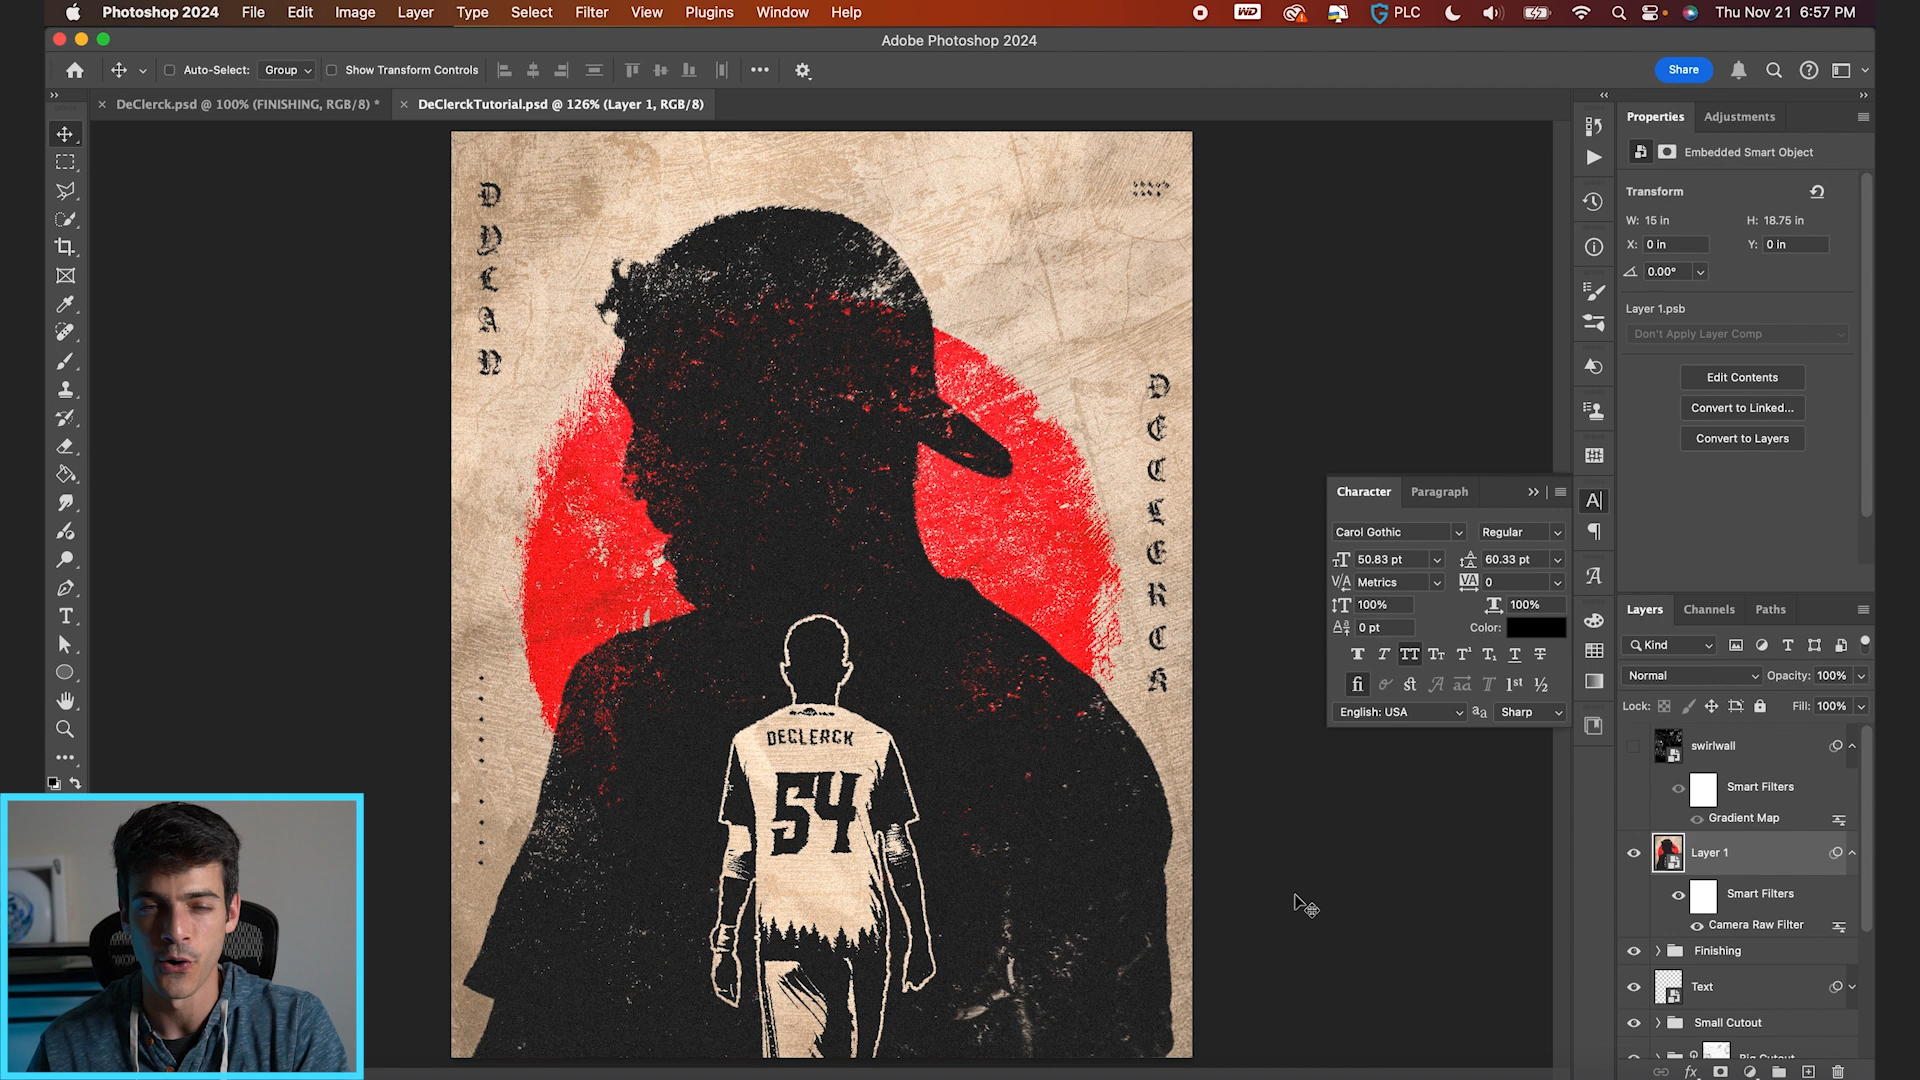 Photoshop 2024 File Edit Image Layer Type Select Filter View Plugins Window Help
WD PLC Thu Nov 21 6:57 PM
Adobe Photoshop 2024
Auto-Select: Group Show Transform Controls
Share
DeClerck.psd @ 100% (FINISHING, RGB/8) *
DeClerckTutorial.psd @ 126% (Layer 1, RGB/8)
DYLAN
DECLERCK
DECLERCK
54
Character Paragraph
Carol Gothic Regular
50.83 pt 60.33 pt
Metrics 0
100% 100%
0 pt Color:
English: USA Sharp
Properties Adjustments
Embedded Smart Object
Transform
W: 15 in H: 18.75 in
X: 0 in Y: 0 in
0.00°
Layer 1.psb
Don't Apply Layer Comp
Edit Contents
Convert to Linked...
Convert to Layers
Layers Channels Paths
Kind
Normal Opacity: 100%
Lock: Fill: 100%
swirlwall
Smart Filters
Gradient Map
Layer 1
Smart Filters
Camera Raw Filter
Finishing
Text
Small Cutout
Big Cutout